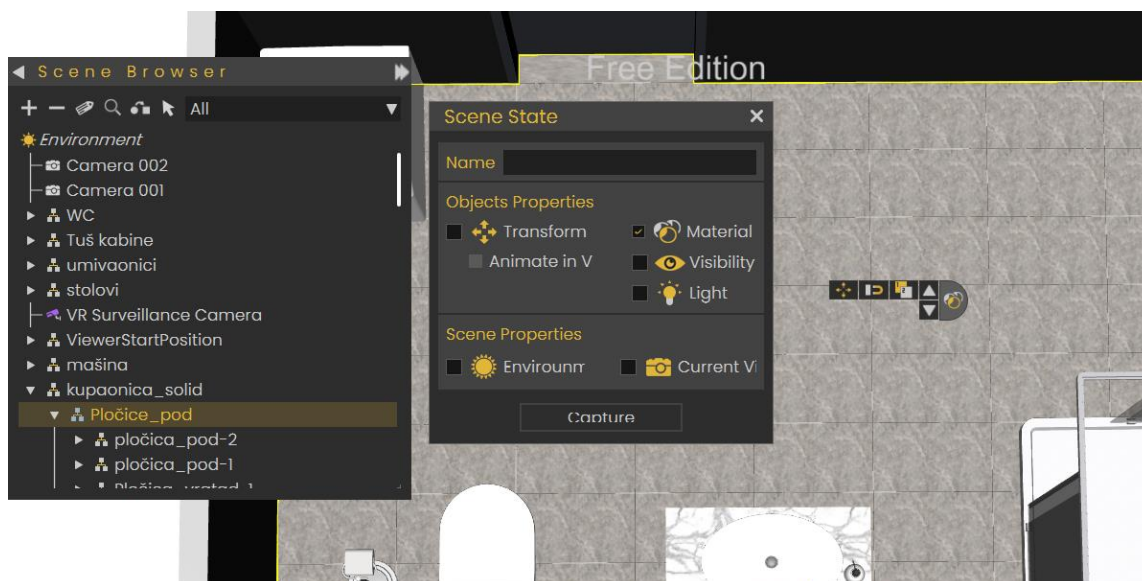 Free Edition
Scene Browser
All
Environment
Camera 002
Camera 001
WC
Tuš kabine
umivaonici
stolovi
VR Surveillance Camera
ViewerStartPosition
mašina
kupaonica_solid
Pločice_pod
pločica_pod-2
pločica_pod-1
Scene State
Name
Objects Properties
Transform
Material
Animate in V
Visibility
Light
Scene Properties
Envirounm
Current Vi
Capture